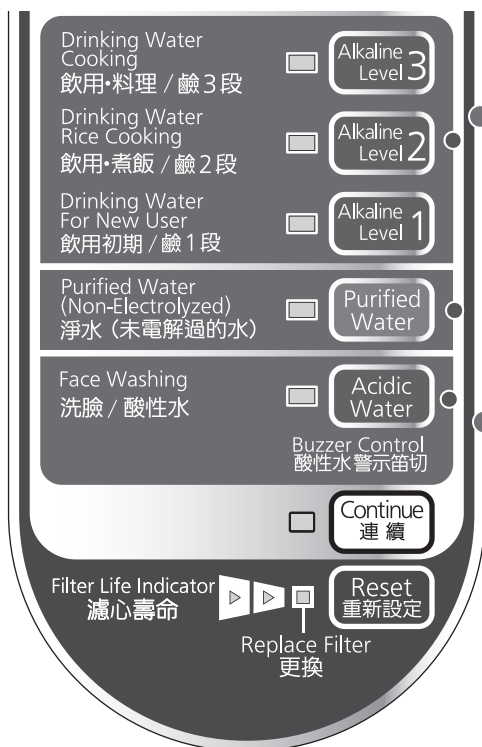 Drinking Water
Cooking
飲用•料理 / 鹼3段
Alkaline
Level 3
Drinking Water
Rice Cooking
飲用•煮飯 / 鹼2段
Alkaline
Level 2
Drinking Water
For New User
飲用初期 / 鹼1段
Alkaline
Level 1
Purified Water
(Non-Electrolyzed)
淨水（未電解過的水）
Purified
Water
Face Washing
洗臉 / 酸性水
Acidic
Water
Buzzer Control
酸性水警示笛切
Continue
連續
Filter Life Indicator
濾心壽命
Reset
重新設定
Replace Filter
更換